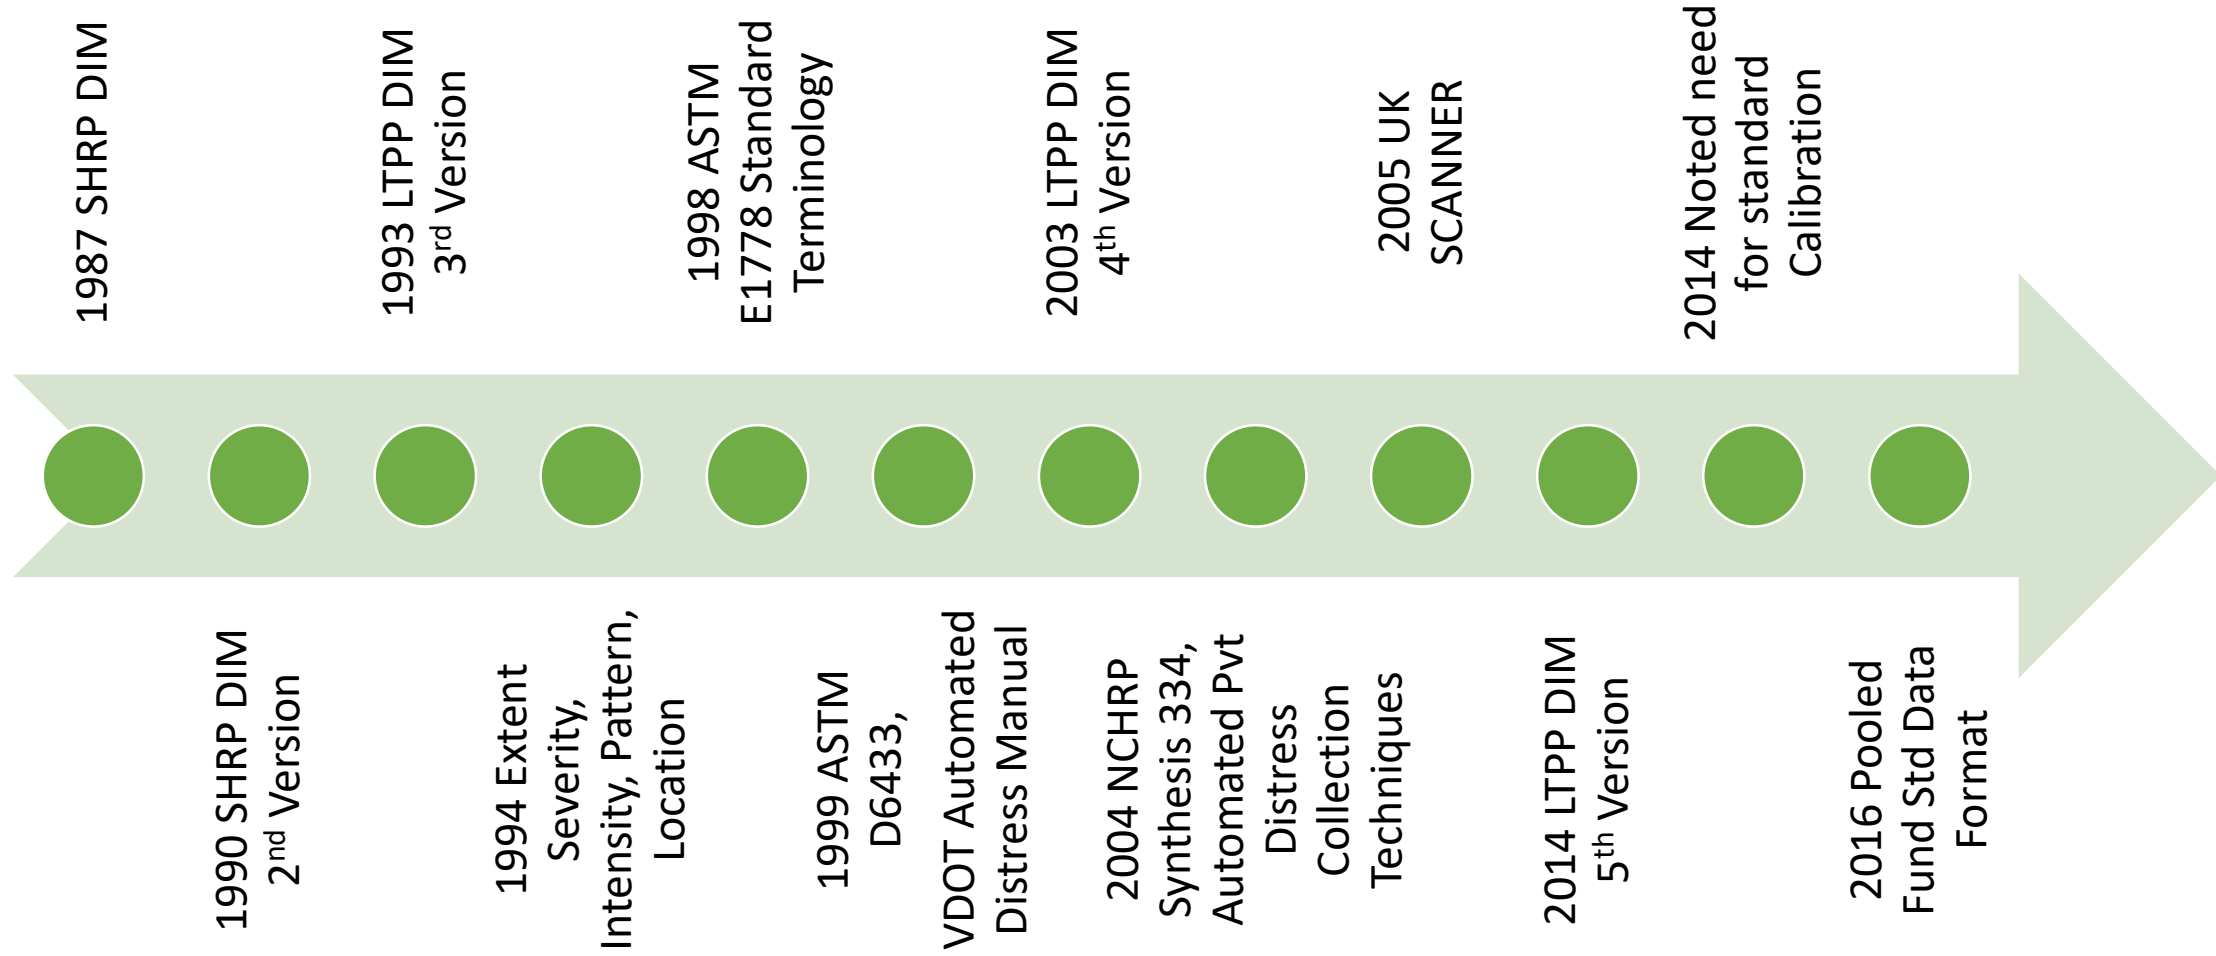 1987 SHRP DIM
1990 SHRP DIM
2nd Version
1993 LTPP DIM
3rd Version
1994 Extent
Severity,
Intensity, Pattern,
Location
1998 ASTM
E1778 Standard
Terminology
1999 ASTM
D6433,
VDOT Automated
Distress Manual
2003 LTPP DIM
4th Version
2004 NCHRP
Synthesis 334,
Automated Pvt
Distress
Collection
Techniques
2005 UK
SCANNER
2014 LTPP DIM
5th Version
2014 Noted need
for standard
Calibration
2016 Pooled
Fund Std Data
Format